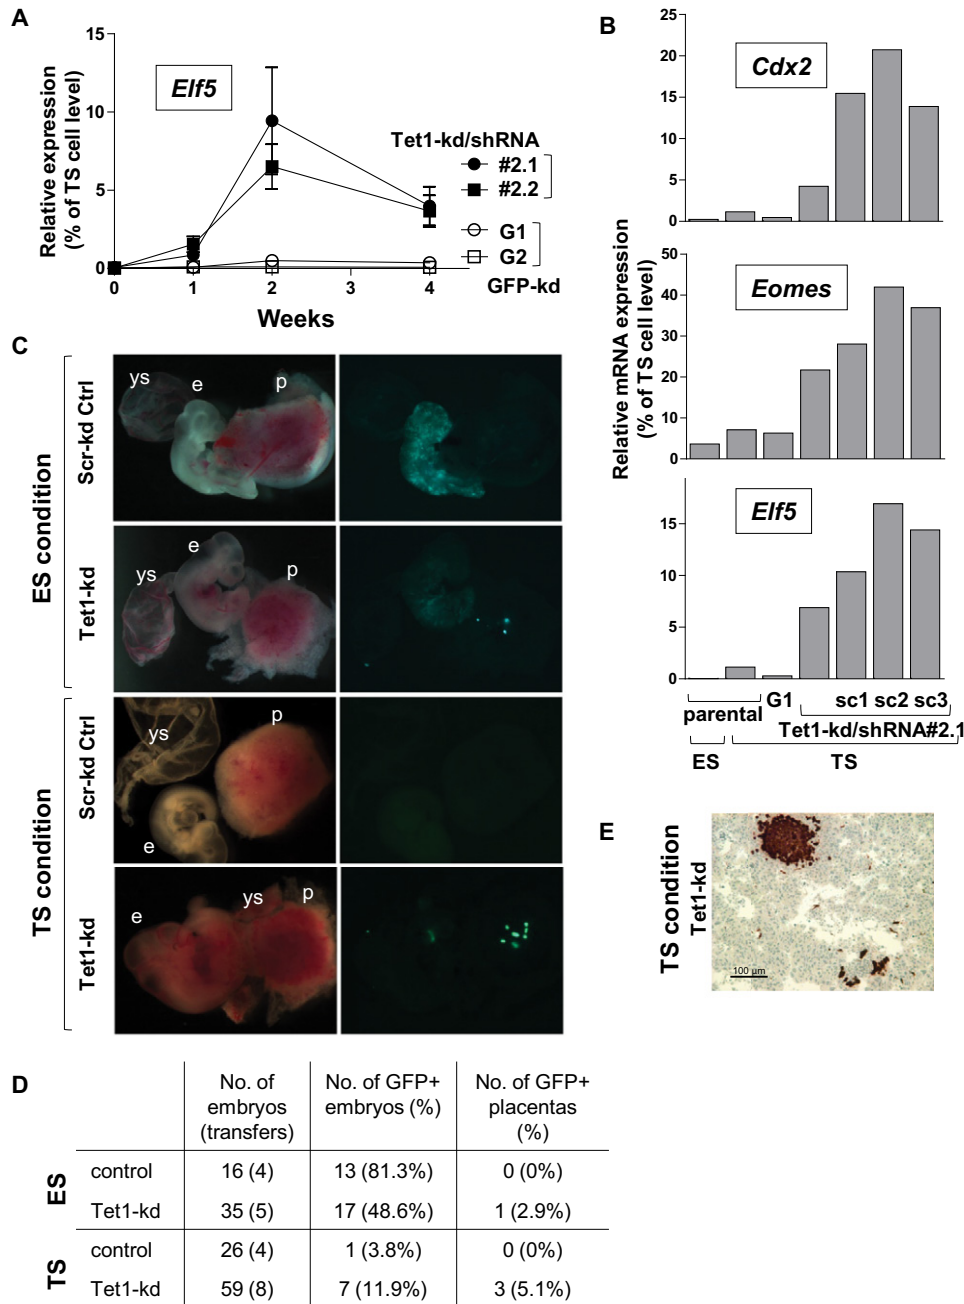 A
15
10
5
0
Relative expression
(% of TS cell level)
Elf5
Tet1-kd/shRNA
#2.1
#2.2
G1
G2
GFP-kd
0 1 2 3 4
Weeks
B
Relative mRNA expression
(% of TS cell level)
25
20
15
10
5
0
Cdx2
50
40
30
20
10
0
Eomes
15
10
5
0
Elf5
parental G1 sc1 sc2 sc3
Tet1-kd/shRNA#2.1
ES TS
C
ES condition
Scr-kd Ctrl
ys e p
Tet1-kd
ys e p
TS condition
Scr-kd Ctrl
ys p
e
Tet1-kd
e ys p
E
TS condition
Tet1-kd
100 µm
D
No. of embryos (transfers) No. of GFP+ embryos (%) No. of GFP+ placentas (%)
ES
control 16 (4) 13 (81.3%) 0 (0%)
Tet1-kd 35 (5) 17 (48.6%) 1 (2.9%)
TS
control 26 (4) 1 (3.8%) 0 (0%)
Tet1-kd 59 (8) 7 (11.9%) 3 (5.1%)